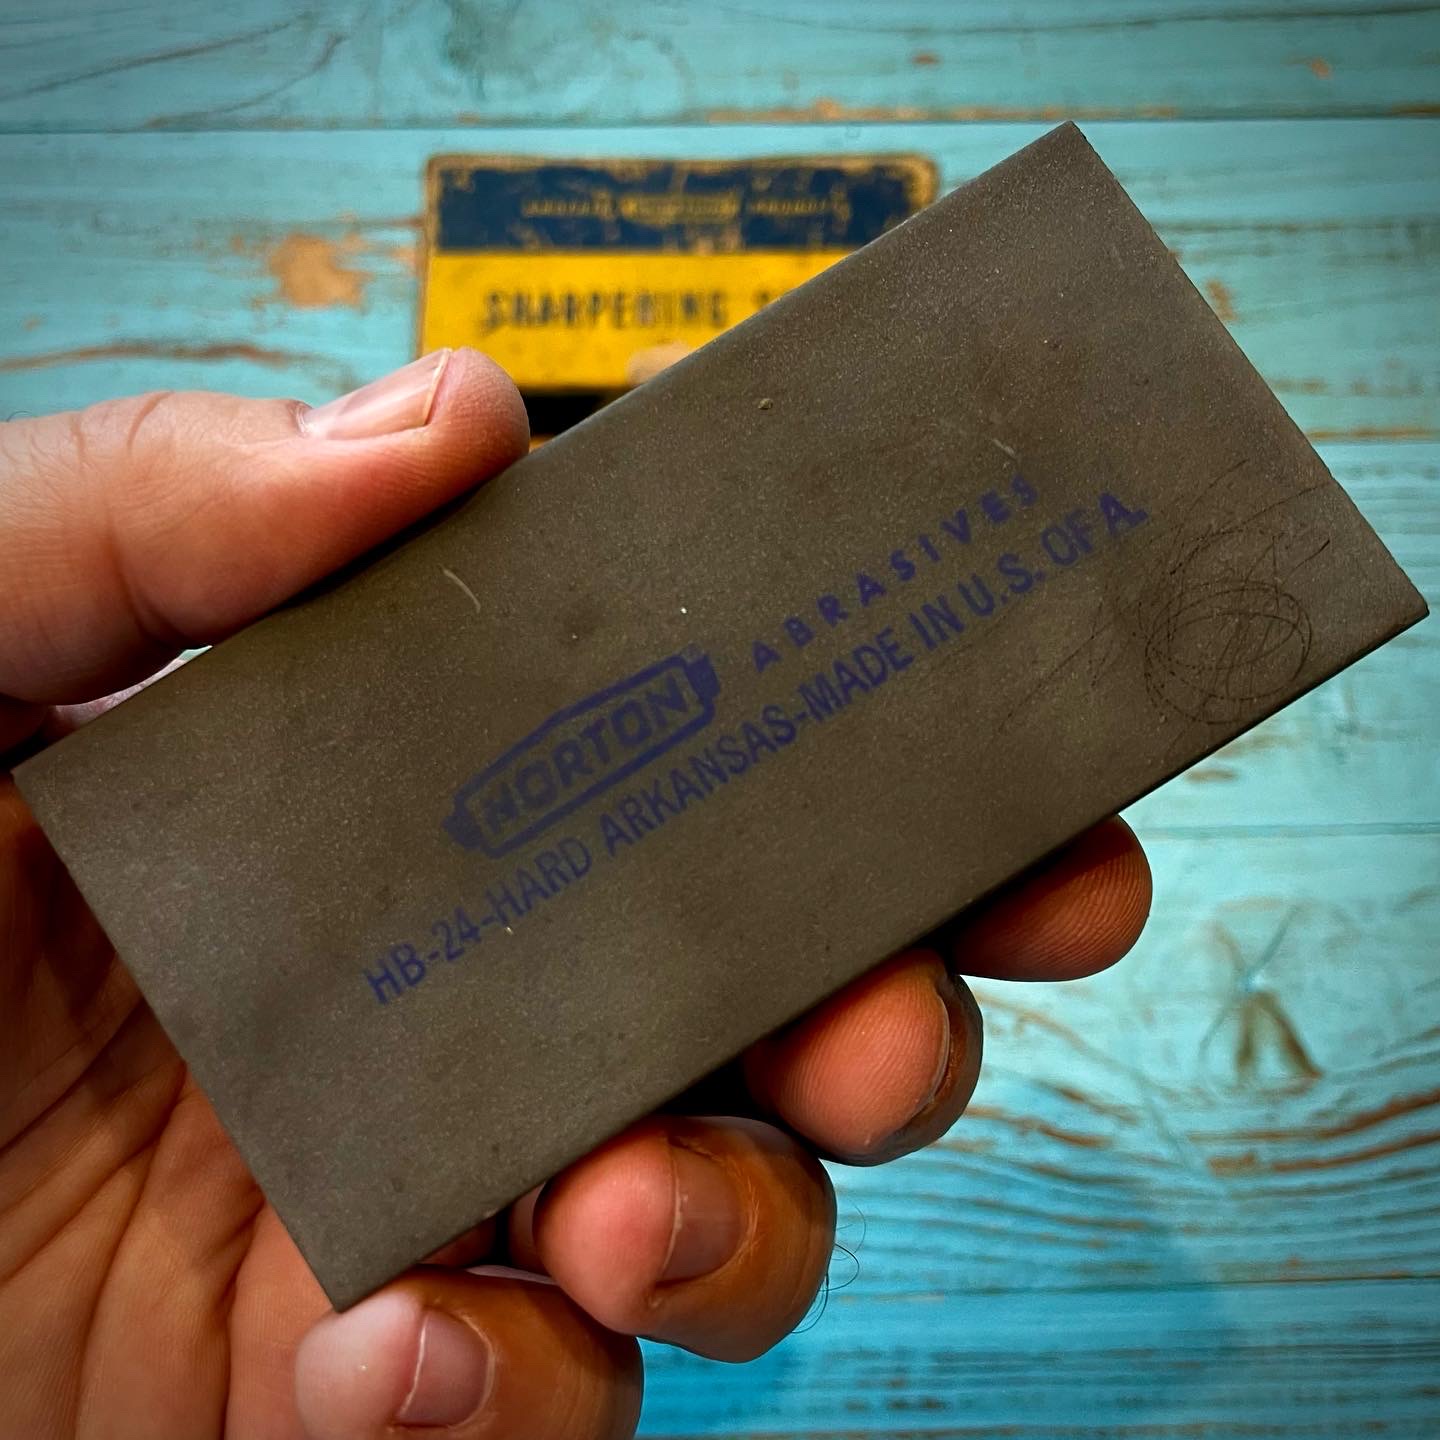 SHARPENING
NORTON ABRASIVES
HB-24-HARD ARKANSAS-MADE IN U.S. OF A.